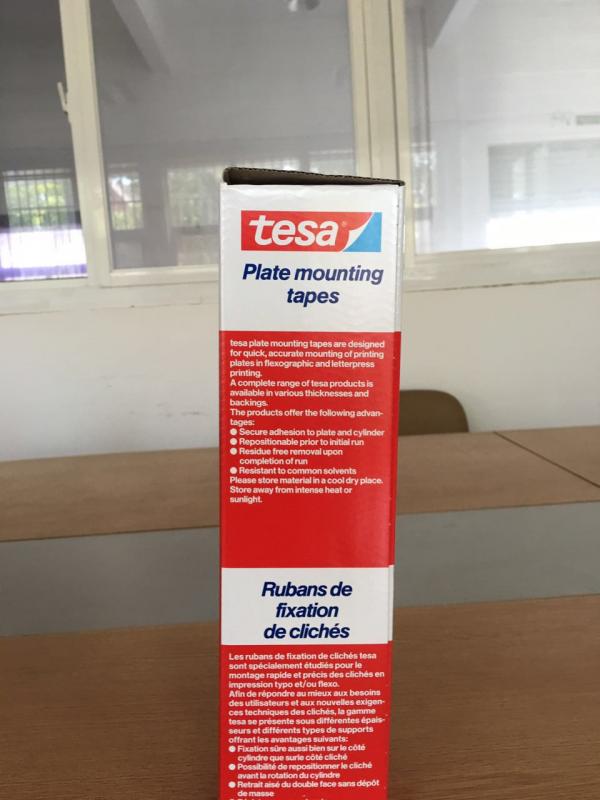 tesa®
Plate mounting
tapes
tesa plate mounting tapes are designed
for quick, accurate mounting of printing
plates in flexographic and letterpress
printing.
A complete range of tesa products is
available in various thicknesses and
backings.
The products offer the following advan-
tages:
● Secure adhesion to plate and cylinder
● Repositionable prior to initial run
● Residue free removal upon
completion of run
● Resistant to common solvents
Please store material in a cool dry place.
Store away from intense heat or
sunlight.
Rubans de
fixation
de clichés
Les rubans de fixation de clichés tesa
sont spécialement étudiés pour le
montage rapide et précis des clichés en
impression typo et/ou flexo.
Afin de répondre au mieux aux besoins
des utilisateurs et aux nouvelles exigen-
ces techniques des clichés, la gamme
tesa se présente sous différentes épais-
seurs et différents types de supports
offrant les avantages suivants:
● Fixation sûre aussi bien sur le côté
cylindre que surle côté cliché
● Possibilité de repositionner le cliché
avant la rotation du cylindre
● Retrait aisé du double face sans dépôt
de masse